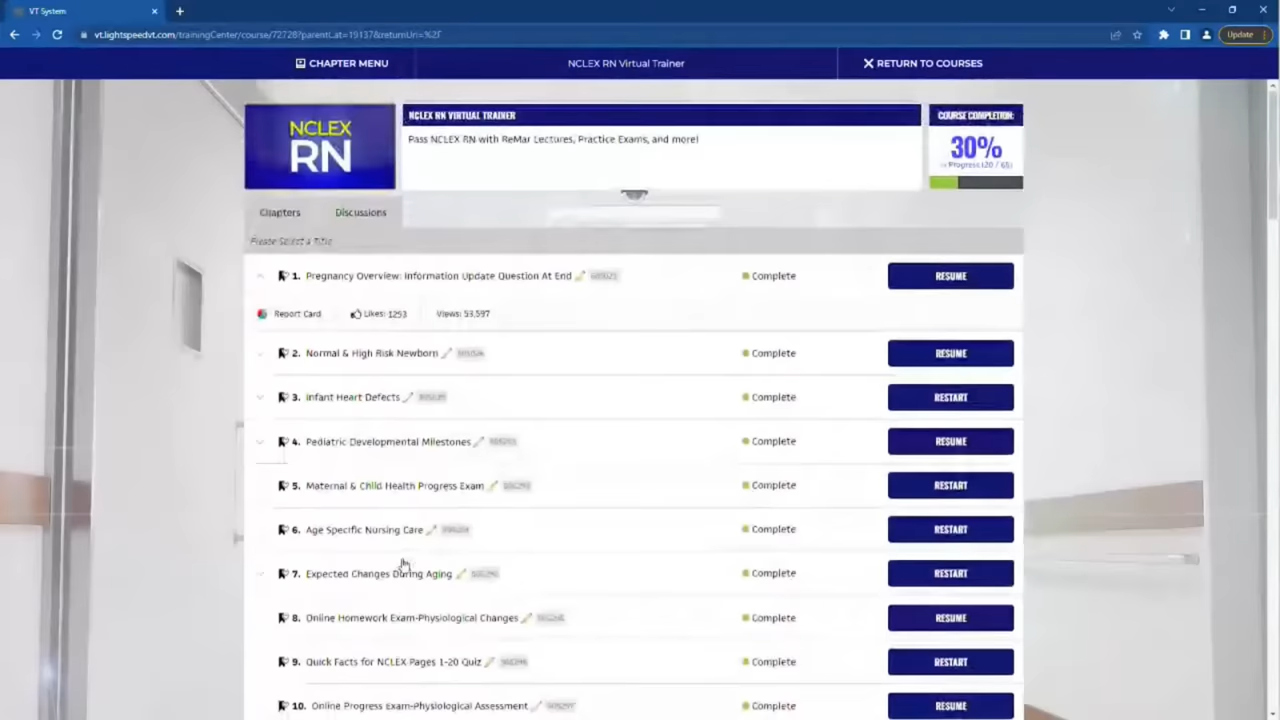 VT System
Update
vt.lightspeedvt.com/trainingCenter/course/72728?parentLat=19137&returnUri=%2F
CHAPTER MENU
NCLEX RN Virtual Trainer
RETURN TO COURSES
NCLEX
RN
NCLEX RN VIRTUAL TRAINER
Pass NCLEX RN with ReMar Lectures, Practice Exams, and more!
COURSE COMPLETION:
30%
Progress (20 / 65)
Chapters
Discussions
Please Select a Title
1. Pregnancy Overview: Information Update Question At End
Complete
RESUME
Report Card
Likes: 1293
Views: 53,597
2. Normal & High Risk Newborn
Complete
RESUME
3. Infant Heart Defects
Complete
RESTART
4. Pediatric Developmental Milestones
Complete
RESUME
5. Maternal & Child Health Progress Exam
Complete
RESTART
6. Age Specific Nursing Care
Complete
RESTART
7. Expected Changes During Aging
Complete
RESTART
8. Online Homework Exam-Physiological Changes
Complete
RESUME
9. Quick Facts for NCLEX Pages 1-20 Quiz
Complete
RESTART
10. Online Progress Exam-Physiological Assessment
Complete
RESUME